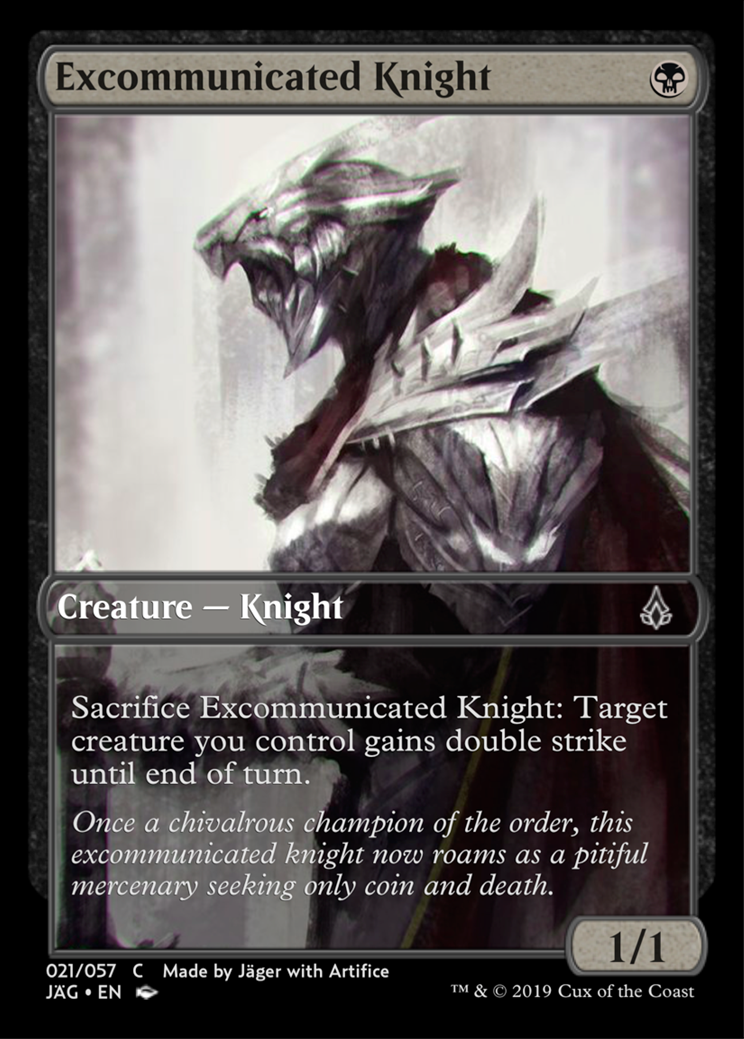 Excommunicated Knight
Creature — Knight
Sacrifice Excommunicated Knight: Target
creature you control gains double strike
until end of turn.
Once a chivalrous champion of the order, this
excommunicated knight now roams as a pitiful
mercenary seeking only coin and death.
1/1
021/057 C Made by Jäger with Artifice
JÄG • EN
™ & © 2019 Cux of the Coast